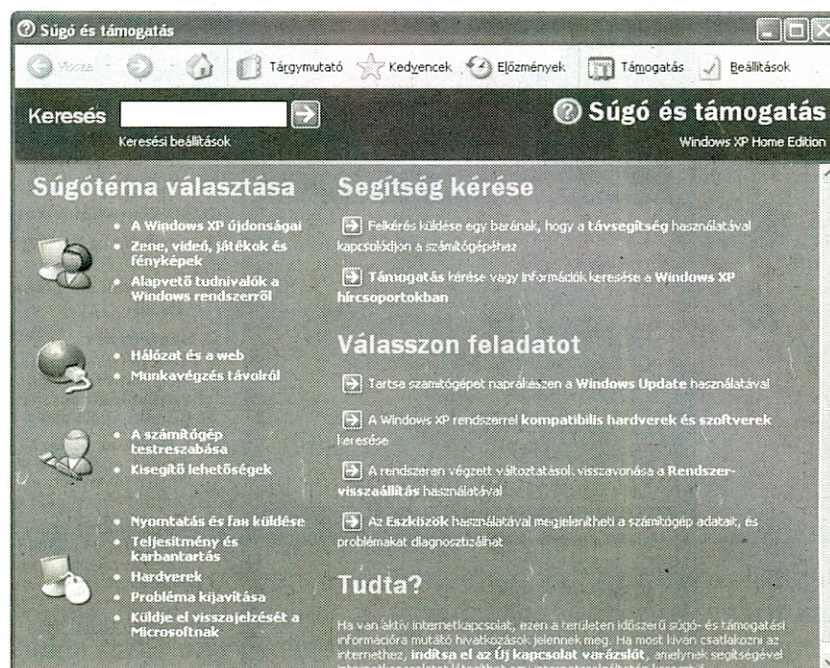 Súgó és támogatás
Vissza Tárgymutató Kedvencek Előzmények Támogatás Beállítások
Keresés
Keresési beállítások
Súgó és támogatás
Windows XP Home Edition
Súgótéma választása
A Windows XP újdonságai
Zene, videó, játékok és
fényképek
Alapvető tudnivalók a
Windows rendszerről
Hálózat és a web
Munkavégzés távolról
A számítógép
testreszabása
Kisegítő lehetőségek
Nyomtatás és fax küldése
Teljesítmény és
karbantartás
Hardverek
Probléma kijavítása
Küldje el visszajelzését a
Microsoftnak
Segítség kérése
Felkérés küldése egy barának, hogy a távsegítség használatával
kapcsolódjon a számítógépéhez
Támogatás kérése vagy információk keresése a Windows XP
hírcsoportokban
Válasszon feladatot
Tartsa számítógépet naprakészen a Windows Update használatával
A Windows XP rendszerrel kompatibilis hardverek és szoftverek
keresése
A rendszeren végzett változtatások visszavonása a Rendszer-
visszaállítás használatával
Az Eszközök használatával megjelenítheti a számítógép adatait, és
problémákat diagnosztizálhat
Tudta?
Ha van aktív internetkapcsolat, ezen a területen időszerű súgó- és támogatási
információra mutató hivatkozások jelennek meg. Ha most kíván csatlakozni az
internethez, indítsa el az Új kapcsolat varázslót, amelynek segítségével